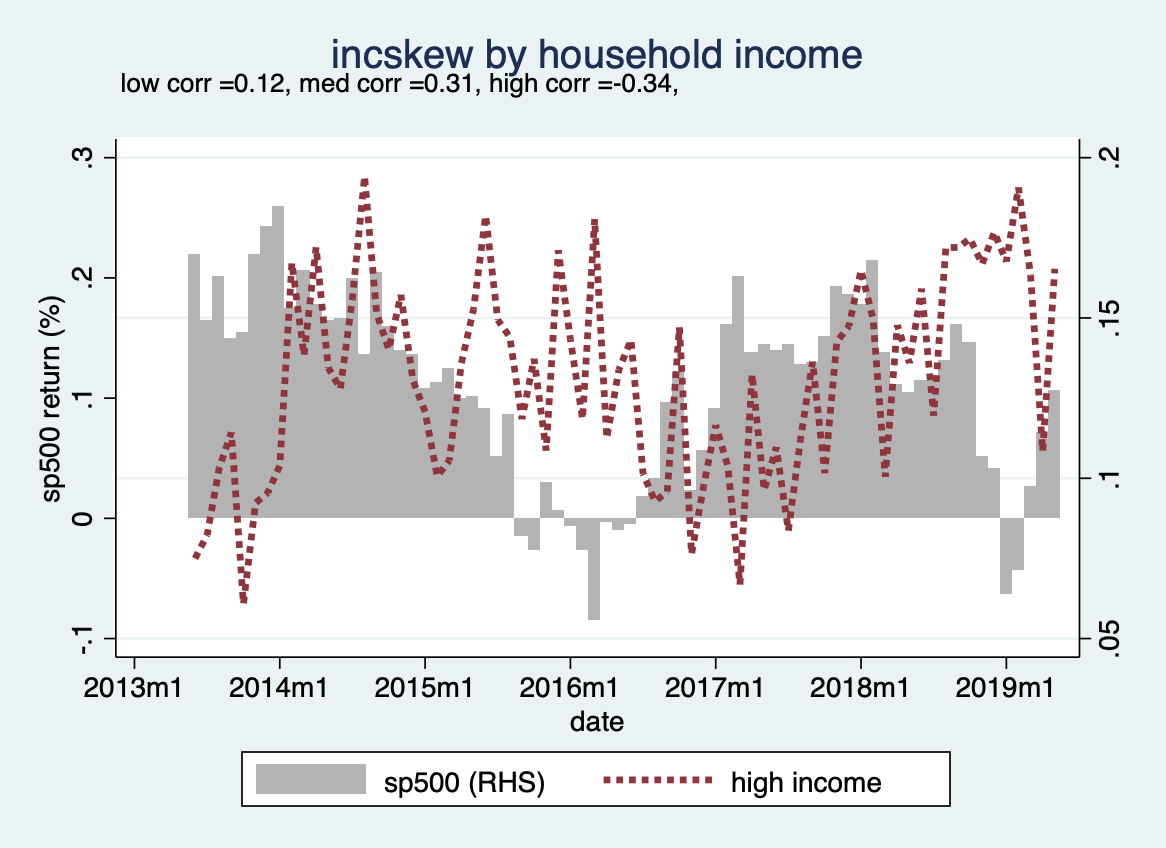 incskew by household income
low corr =0.12, med corr =0.31, high corr =-0.34,
.3
.2
.1
0
-.1
sp500 return (%)
.2
.15
.1
.05
2013m1 2014m1 2015m1 2016m1 2017m1 2018m1 2019m1
date
sp500 (RHS) high income